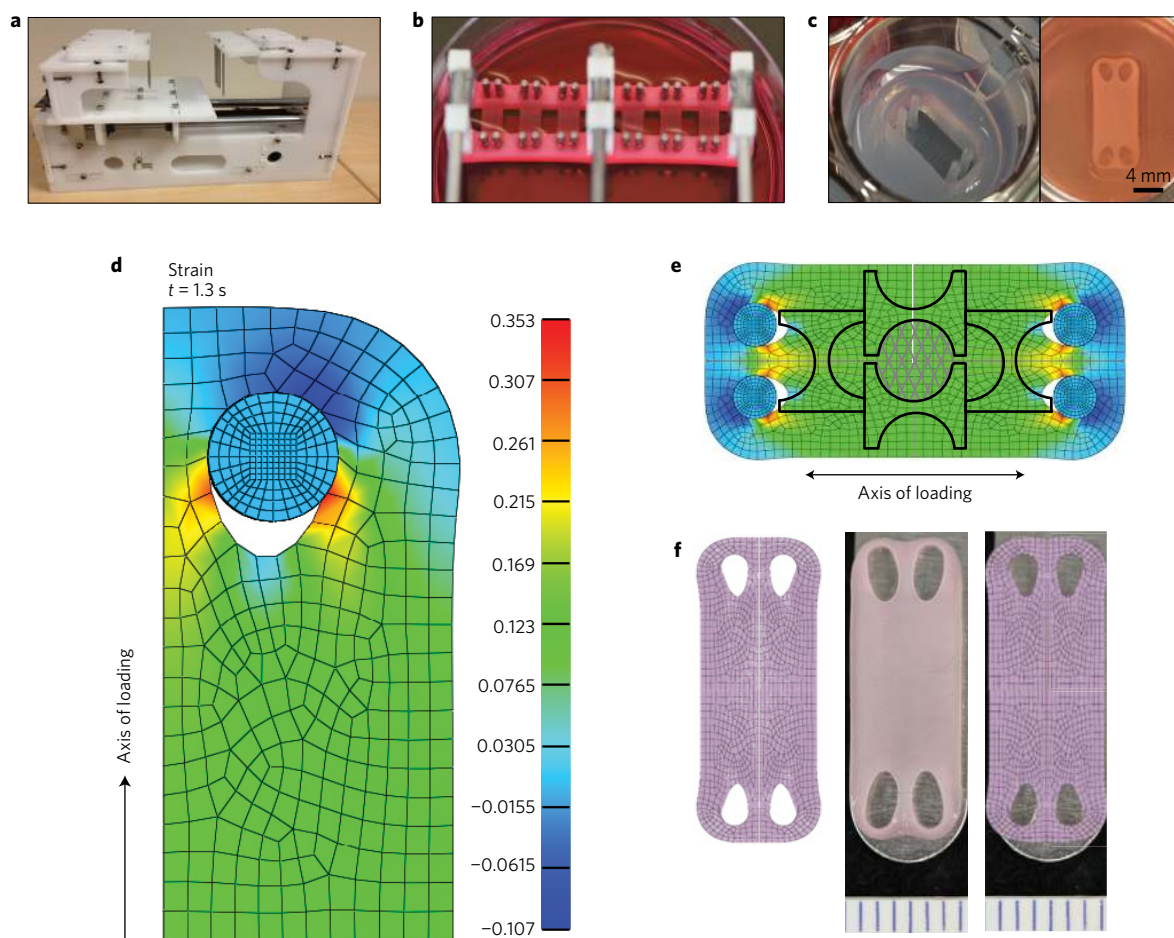 a
b
c
4 mm
d
Strain
t = 1.3 s
0.353
0.307
0.261
0.215
0.169
0.123
0.0765
0.0305
−0.0155
−0.0615
−0.107
Axis of loading
e
Axis of loading
f